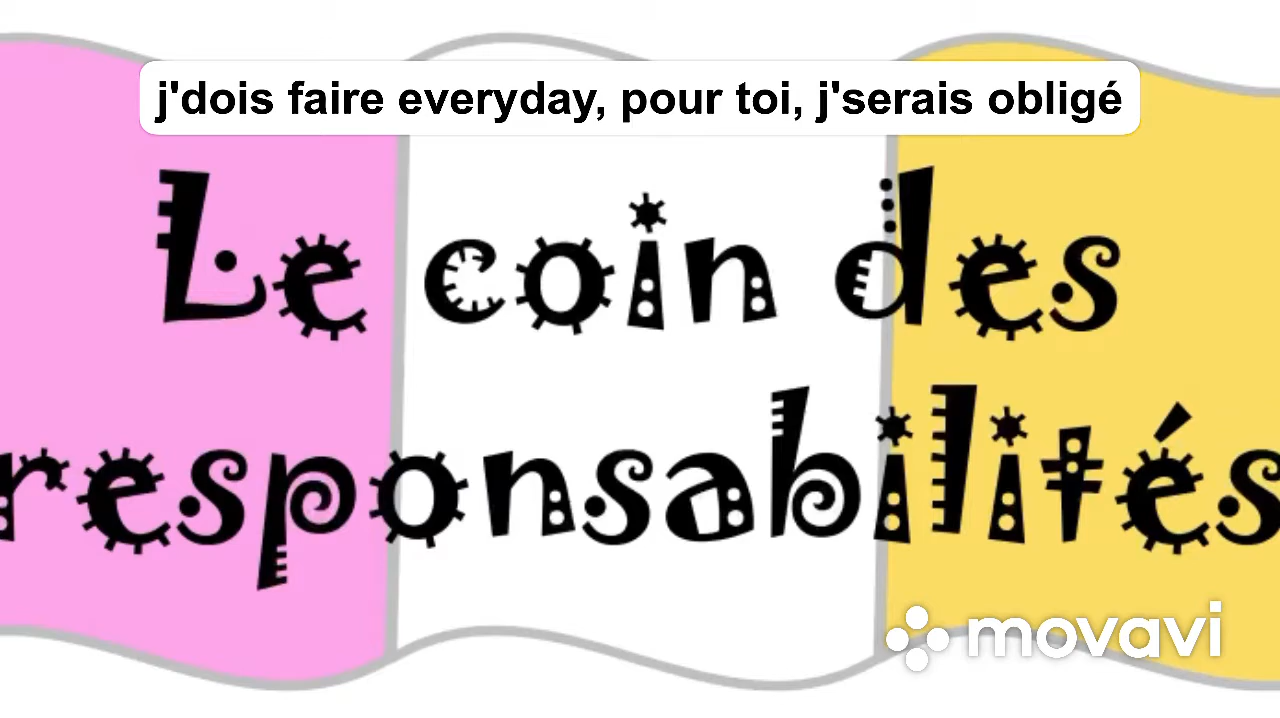 j'dois faire everyday, pour toi, j'serais obligé
Le coin des
responsabilités
movavi